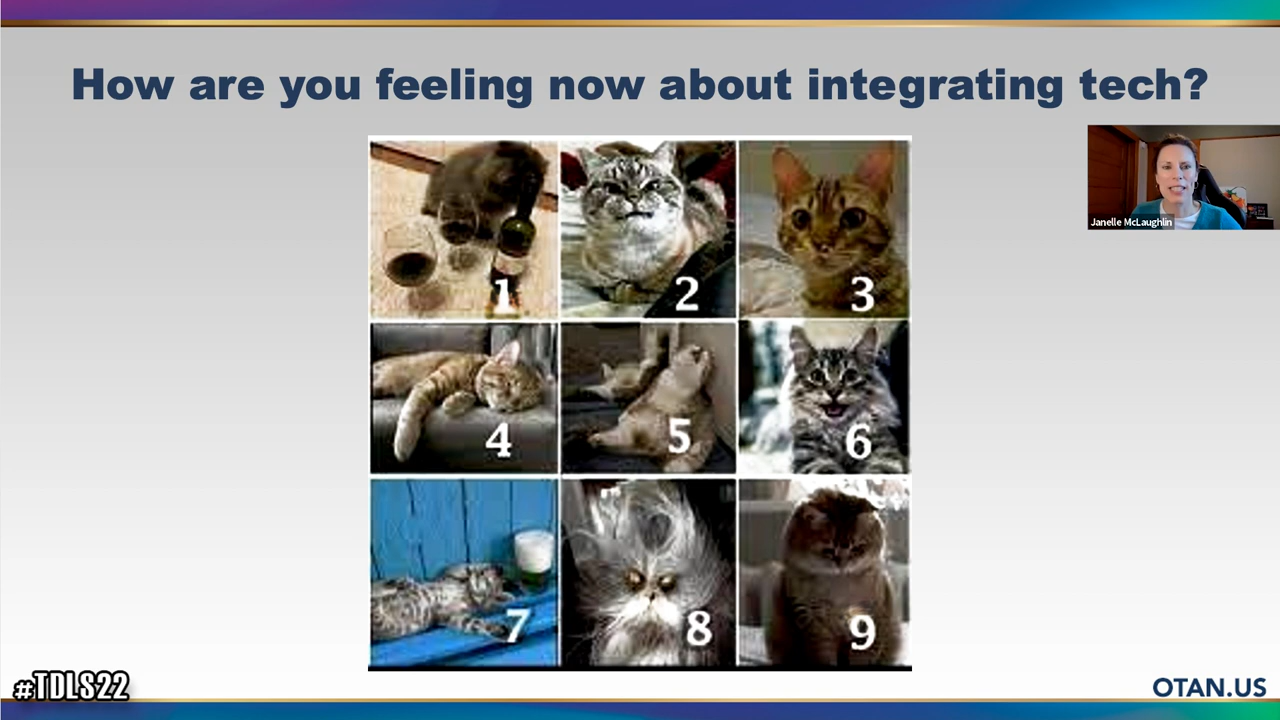 How are you feeling now about integrating tech?
Janelle McLaughlin
1
2
3
4
5
6
7
8
9
#TDLS22
OTAN.US